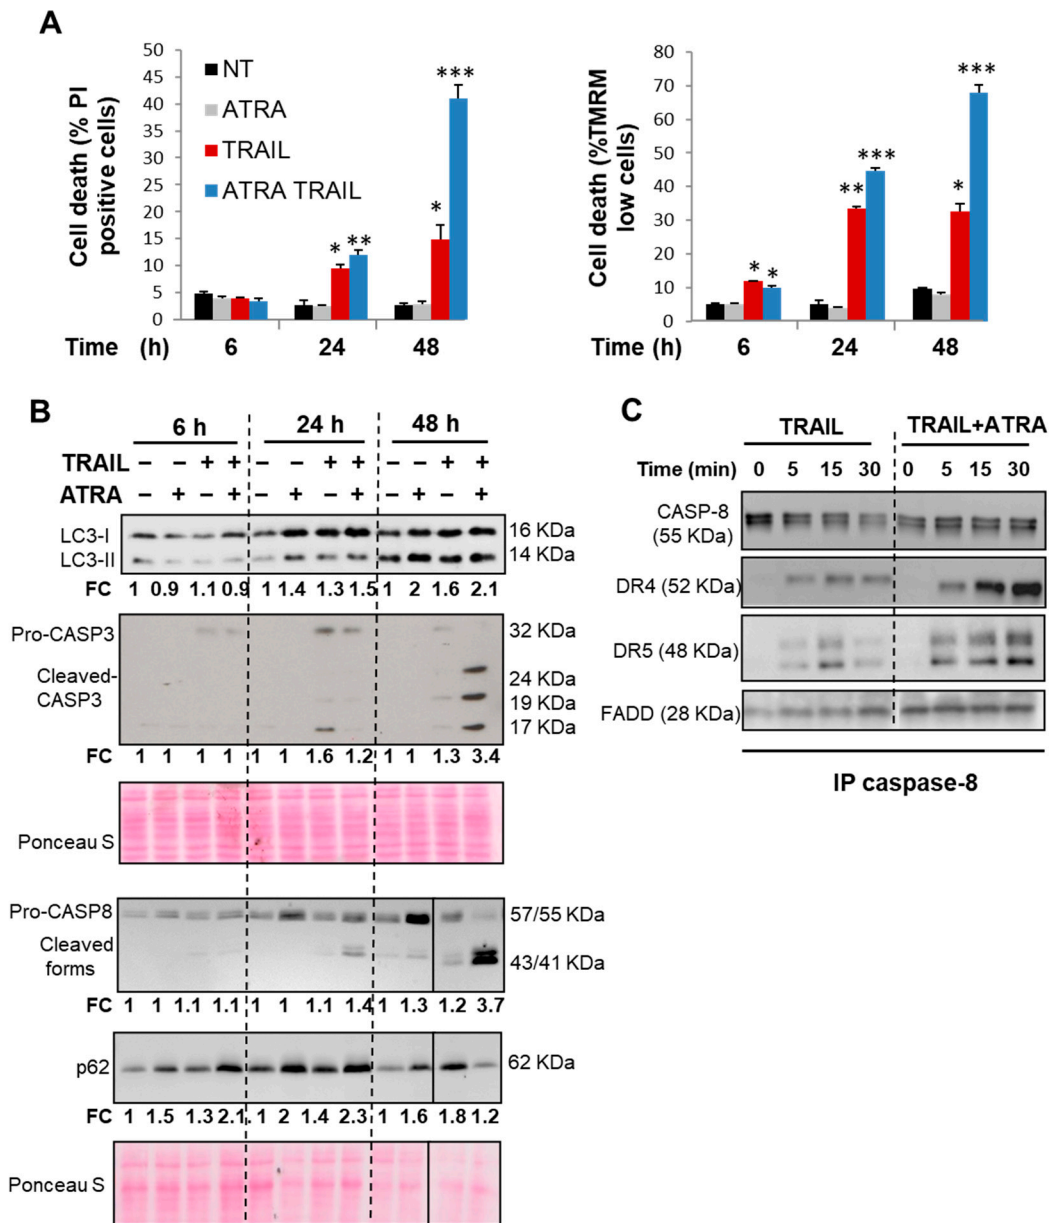 A
Cell death (% PI
positive cells)
50
45
40
35
30
25
20
15
10
5
0
NT
ATRA
TRAIL
ATRA TRAIL
* ** * ***
Time (h) 6 24 48
Cell death (%TMRM
low cells)
80
70
60
50
40
30
20
10
0
* * ** *** * ***
Time (h) 6 24 48
B
6 h 24 h 48 h
TRAIL – – + + – – + + – – + +
ATRA – + – + – + – + – + – +
LC3-I 16 KDa
LC3-II 14 KDa
FC 1 0.9 1.1 0.9 1 1.4 1.3 1.5 1 2 1.6 2.1
Pro-CASP3 32 KDa
Cleaved-
CASP3
24 KDa
19 KDa
17 KDa
FC 1 1 1 1 1 1 1.6 1.2 1 1 1.3 3.4
Ponceau S
Pro-CASP8 57/55 KDa
Cleaved
forms
43/41 KDa
FC 1 1 1.1 1.1 1 1 1.1 1.4 1 1.3 1.2 3.7
p62 62 KDa
FC 1 1.5 1.3 2.1. 1 2 1.4 2.3 1 1.6 1.8 1.2
Ponceau S
C
TRAIL TRAIL+ATRA
Time (min) 0 5 15 30 0 5 15 30
CASP-8
(55 KDa)
DR4 (52 KDa)
DR5 (48 KDa)
FADD (28 KDa)
IP caspase-8